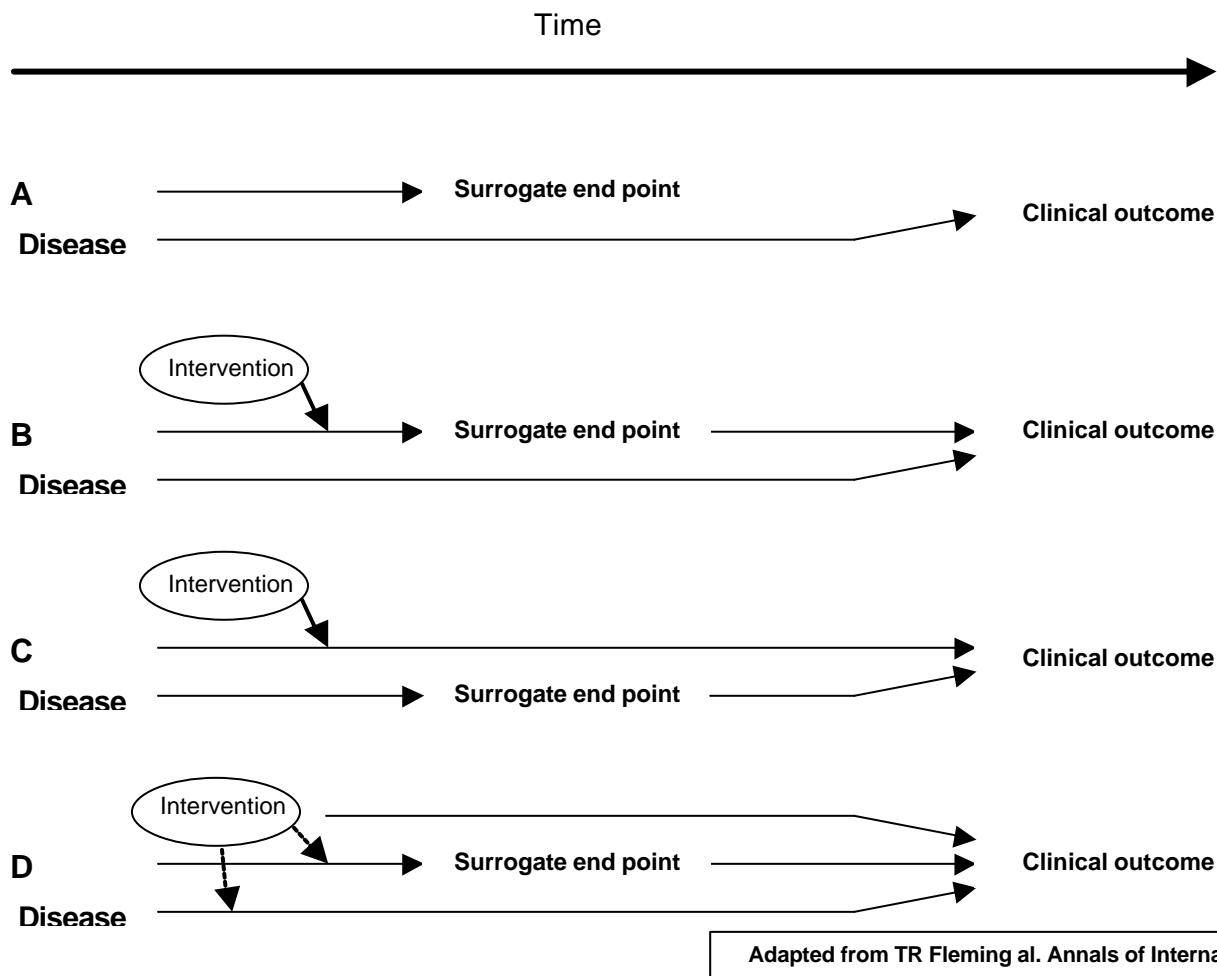 Time
A
Surrogate end point
Clinical outcome
Disease
Intervention
B
Surrogate end point
Clinical outcome
Disease
Intervention
C
Clinical outcome
Disease
Surrogate end point
Intervention
D
Surrogate end point
Clinical outcome
Disease
Adapted from TR Fleming al. Annals of Interna